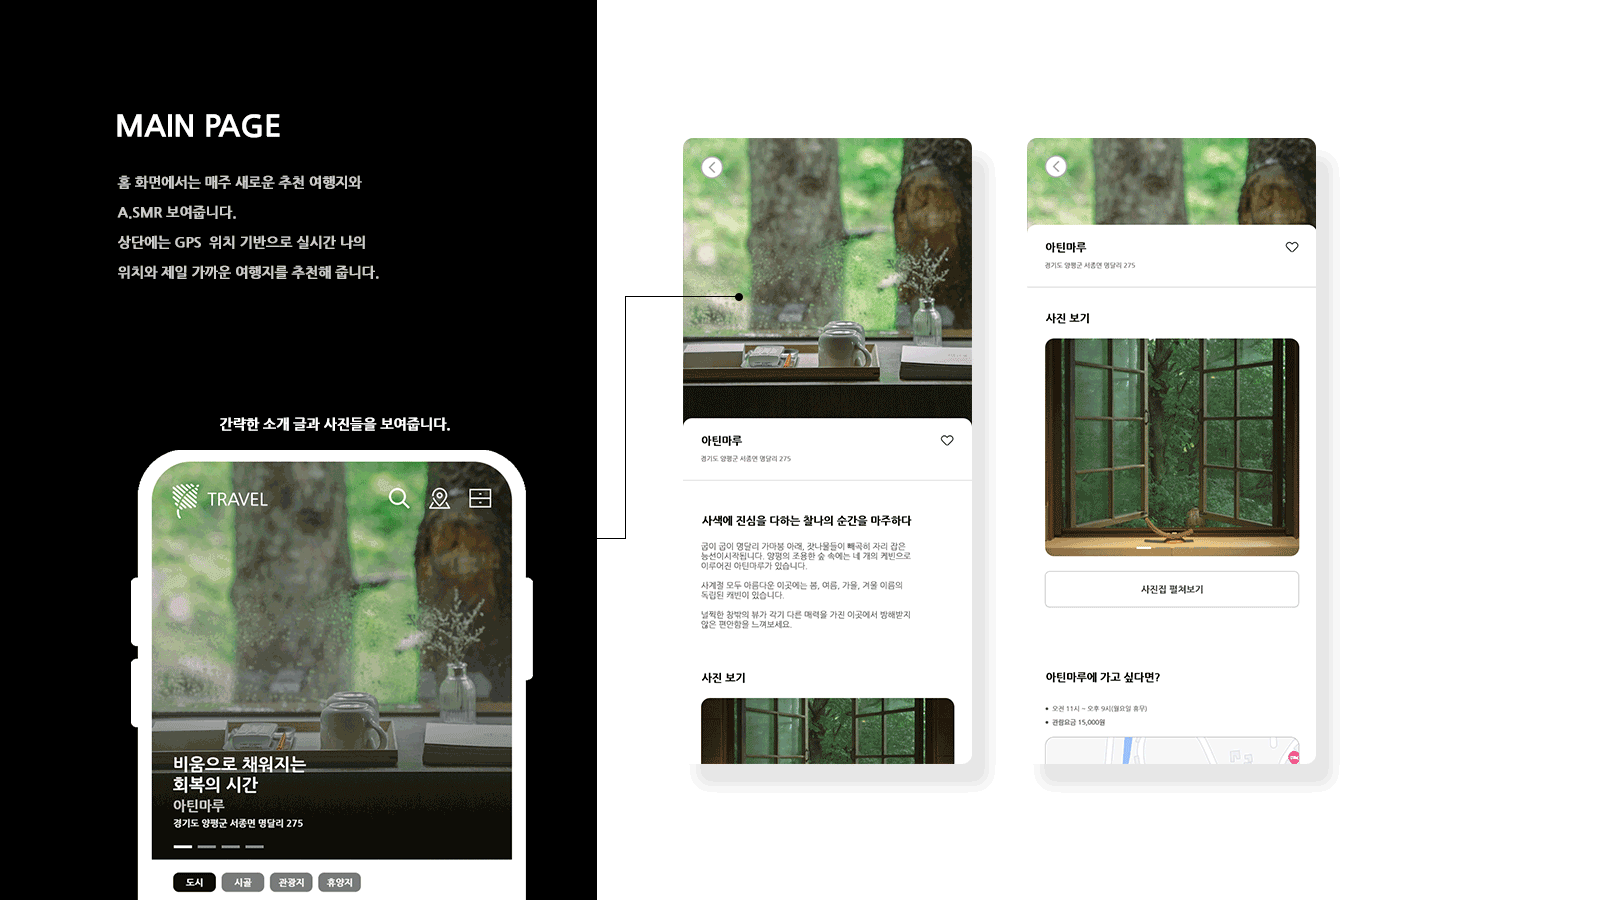 MAIN PAGE
홈 화면에서는 매주 새로운 추천 여행지와
A.SMR 보여줍니다.
상단에는 GPS 위치 기반으로 실시간 나의
위치와 제일 가까운 여행지를 추천해 줍니다.
간략한 소개 글과 사진들을 보여줍니다.
TRAVEL
비움으로 채워지는
회복의 시간
아틴마루
경기도 양평군 서종면 명달리 275
도시
시골
관광지
휴양지
아틴마루
경기도 양평군 서종면 명달리 275
사색에 진심을 다하는 찰나의 순간을 마주하다
굽이 굽이 명달리 가마봉 아래, 잣나물들이 빼곡히 자리 잡은
능선이시작됩니다. 양평의 조용한 숲 속에는 네 개의 케빈으로
이루어진 아틴마루가 있습니다.
사계절 모두 아름다운 이곳에는 봄, 여름, 가을, 겨울 이름의
독립된 캐빈이 있습니다.
널찍한 창밖의 뷰가 각기 다른 매력을 가진 이곳에서 방해받지
않은 편안함을 느껴보세요.
사진 보기
아틴마루
경기도 양평군 서종면 명달리 275
사진 보기
사진집 펼쳐보기
아틴마루에 가고 싶다면?
• 오전 11시 ~ 오후 9시(월요일 휴무)
• 관람요금 15,000원